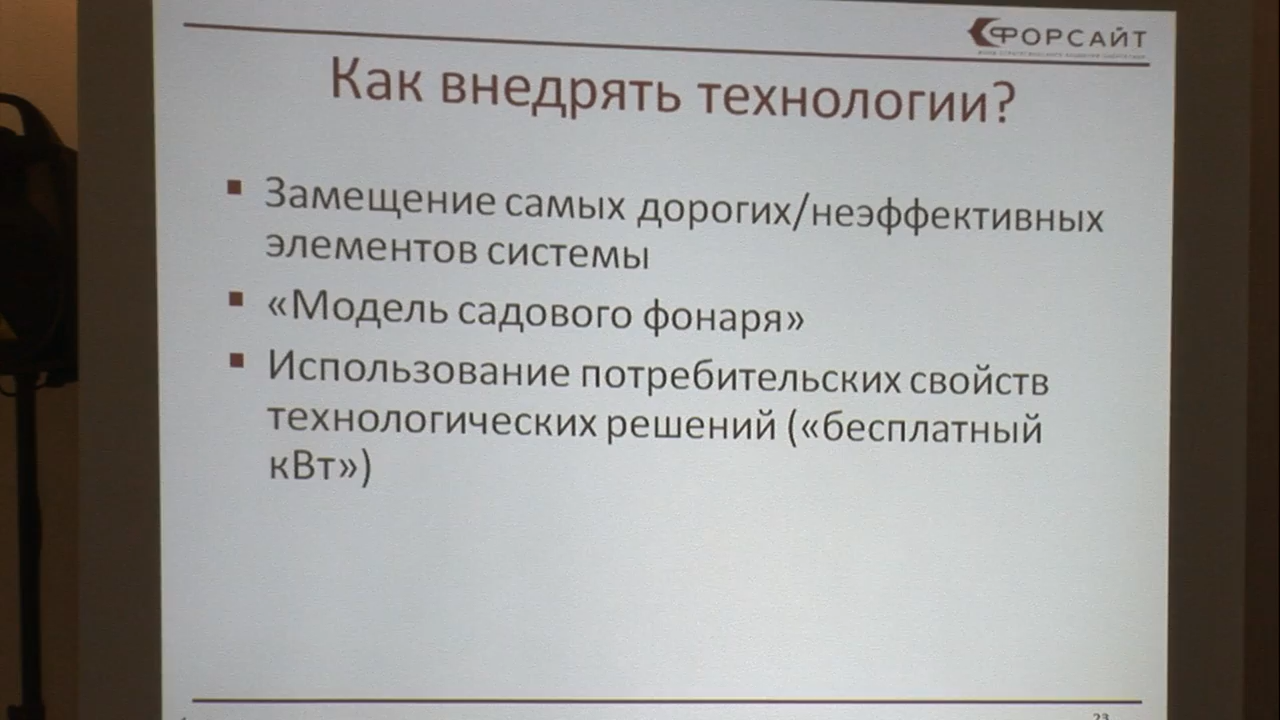 ФОРСАЙТ
Как внедрять технологии?
▪ Замещение самых дорогих/неэффективных
элементов системы
▪ «Модель садового фонаря»
▪ Использование потребительских свойств
технологических решений («бесплатный
кВт»)
23